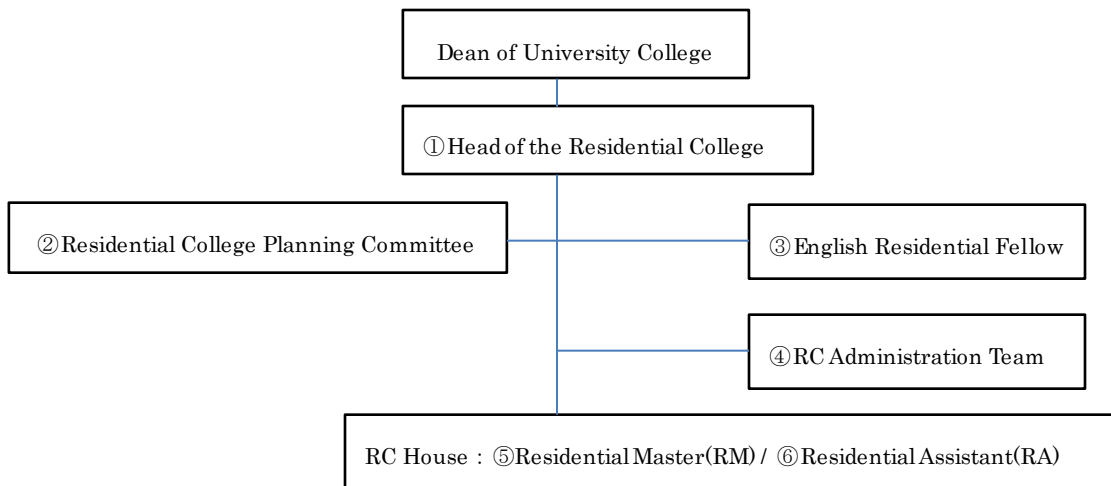 Dean of University College
①Head of the Residential College
②Residential College Planning Committee
③English Residential Fellow
④RC Administration Team
RC House : ⑤Residential Master(RM) / ⑥Residential Assistant(RA)